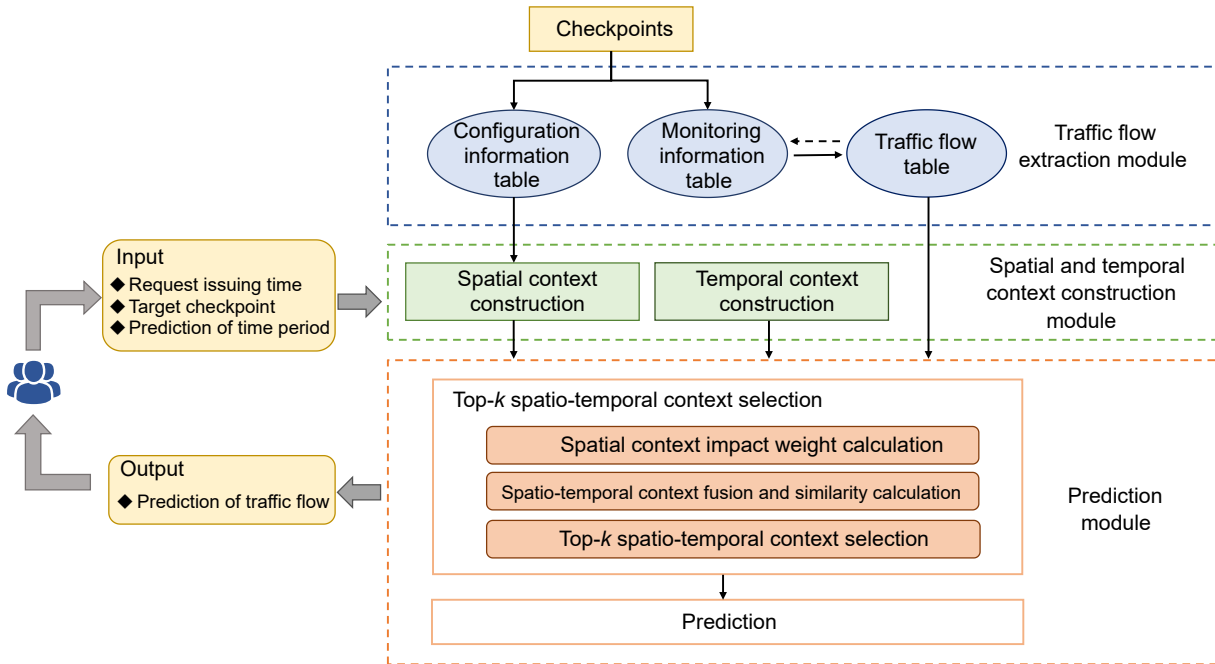 Checkpoints
Configuration
information
table
Monitoring
information
table
Traffic flow
table
Traffic flow
extraction module
Input
◆ Request issuing time
◆ Target checkpoint
◆ Prediction of time period
Spatial context
construction
Temporal context
construction
Spatial and temporal
context construction
module
Top-k spatio-temporal context selection
Spatial context impact weight calculation
Spatio-temporal context fusion and similarity calculation
Top-k spatio-temporal context selection
Prediction
module
Output
◆ Prediction of traffic flow
Prediction